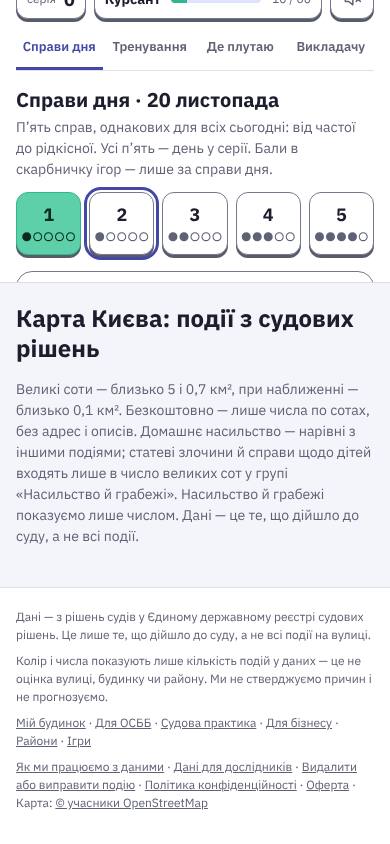 серія 0 Курсант 10 / 60
Справи дня Тренування Де плутаю Викладачу
Справи дня · 20 листопада
Пʼять справ, однакових для всіх сьогодні: від частої
до рідкісної. Усі пʼять — день у серії. Бали в
скарбничку ігор — лише за справи дня.
1 2 3 4 5
Карта Києва: події з судових
рішень
Великі соти — близько 5 і 0,7 км², при наближенні —
близько 0,1 км². Безкоштовно — лише числа по сотах,
без адрес і описів. Домашнє насильство — нарівні з
іншими подіями; статеві злочини й справи щодо дітей
входять лише в число великих сот у групі
«Насильство й грабежі». Насильство й грабежі
показуємо лише числом. Дані — це те, що дійшло до
суду, а не всі події.
Дані — з рішень судів у Єдиному державному реєстрі судових
рішень. Це лише те, що дійшло до суду, а не всі події на вулиці.
Колір і числа показують лише кількість подій у даних — це не
оцінка вулиці, будинку чи району. Ми не стверджуємо причин і
не прогнозуємо.
Мій будинок · Для ОСББ · Судова практика · Для бізнесу ·
Райони · Ігри
Як ми працюємо з даними · Дані для дослідників · Видалити
або виправити подію · Політика конфіденційності · Оферта ·
Карта: © учасники OpenStreetMap